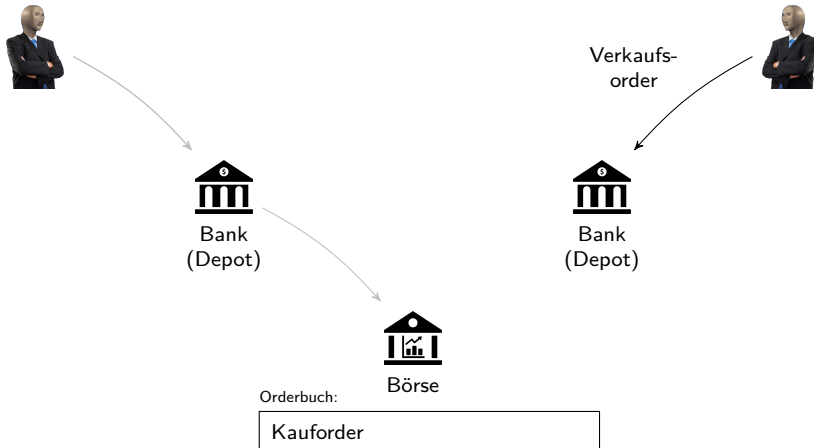 Verkaufs-
order
Bank
(Depot)
Bank
(Depot)
Börse
Orderbuch:
Kauforder